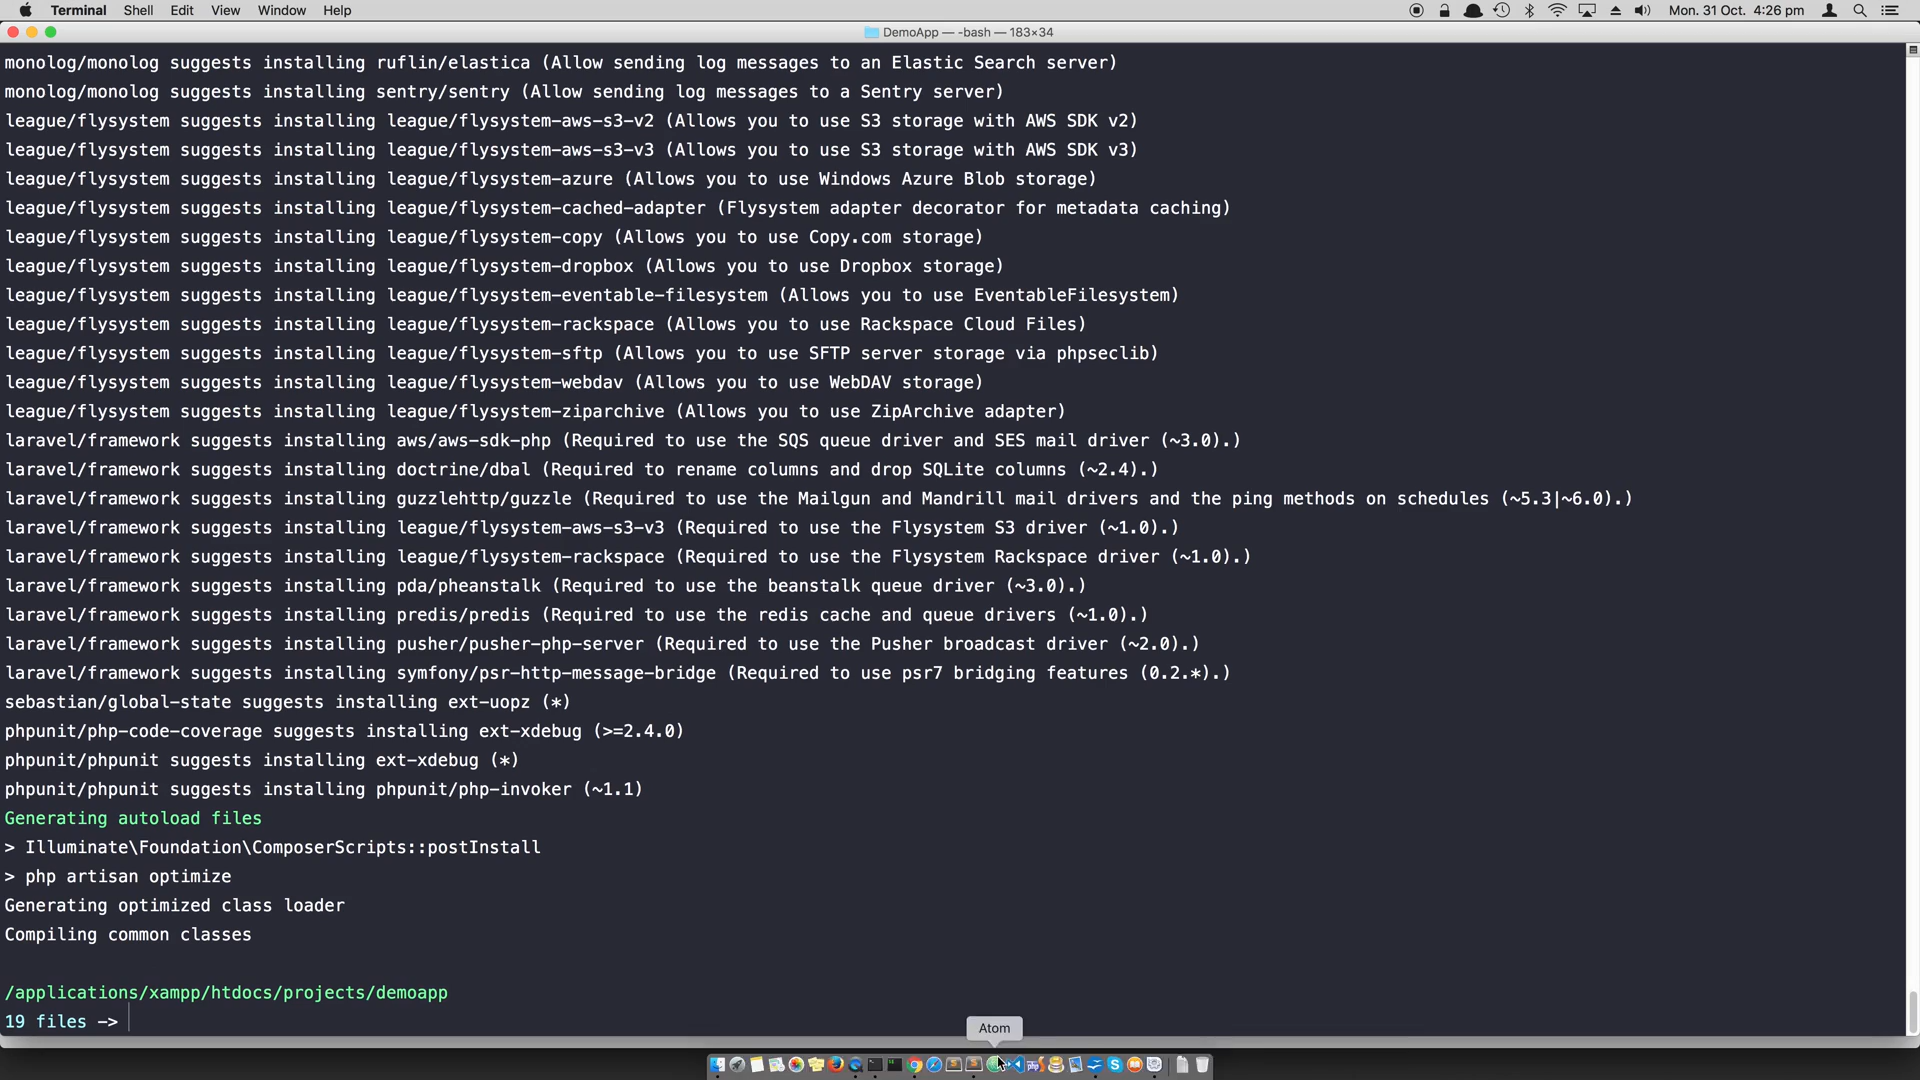 Terminal Shell Edit View Window Help Mon. 31 Oct. 4:26 pm
DemoApp — -bash — 183×34
monolog/monolog suggests installing ruflin/elastica (Allow sending log messages to an Elastic Search server)
monolog/monolog suggests installing sentry/sentry (Allow sending log messages to a Sentry server)
league/flysystem suggests installing league/flysystem-aws-s3-v2 (Allows you to use S3 storage with AWS SDK v2)
league/flysystem suggests installing league/flysystem-aws-s3-v3 (Allows you to use S3 storage with AWS SDK v3)
league/flysystem suggests installing league/flysystem-azure (Allows you to use Windows Azure Blob storage)
league/flysystem suggests installing league/flysystem-cached-adapter (Flysystem adapter decorator for metadata caching)
league/flysystem suggests installing league/flysystem-copy (Allows you to use Copy.com storage)
league/flysystem suggests installing league/flysystem-dropbox (Allows you to use Dropbox storage)
league/flysystem suggests installing league/flysystem-eventable-filesystem (Allows you to use EventableFilesystem)
league/flysystem suggests installing league/flysystem-rackspace (Allows you to use Rackspace Cloud Files)
league/flysystem suggests installing league/flysystem-sftp (Allows you to use SFTP server storage via phpseclib)
league/flysystem suggests installing league/flysystem-webdav (Allows you to use WebDAV storage)
league/flysystem suggests installing league/flysystem-ziparchive (Allows you to use ZipArchive adapter)
laravel/framework suggests installing aws/aws-sdk-php (Required to use the SQS queue driver and SES mail driver (~3.0).)
laravel/framework suggests installing doctrine/dbal (Required to rename columns and drop SQLite columns (~2.4).)
laravel/framework suggests installing guzzlehttp/guzzle (Required to use the Mailgun and Mandrill mail drivers and the ping methods on schedules (~5.3|~6.0).)
laravel/framework suggests installing league/flysystem-aws-s3-v3 (Required to use the Flysystem S3 driver (~1.0).)
laravel/framework suggests installing league/flysystem-rackspace (Required to use the Flysystem Rackspace driver (~1.0).)
laravel/framework suggests installing pda/pheanstalk (Required to use the beanstalk queue driver (~3.0).)
laravel/framework suggests installing predis/predis (Required to use the redis cache and queue drivers (~1.0).)
laravel/framework suggests installing pusher/pusher-php-server (Required to use the Pusher broadcast driver (~2.0).)
laravel/framework suggests installing symfony/psr-http-message-bridge (Required to use psr7 bridging features (0.2.*).)
sebastian/global-state suggests installing ext-uopz (*)
phpunit/php-code-coverage suggests installing ext-xdebug (>=2.4.0)
phpunit/phpunit suggests installing ext-xdebug (*)
phpunit/phpunit suggests installing phpunit/php-invoker (~1.1)
Generating autoload files
> Illuminate\Foundation\ComposerScripts::postInstall
> php artisan optimize
Generating optimized class loader
Compiling common classes
/applications/xampp/htdocs/projects/demoapp
19 files ->
Atom